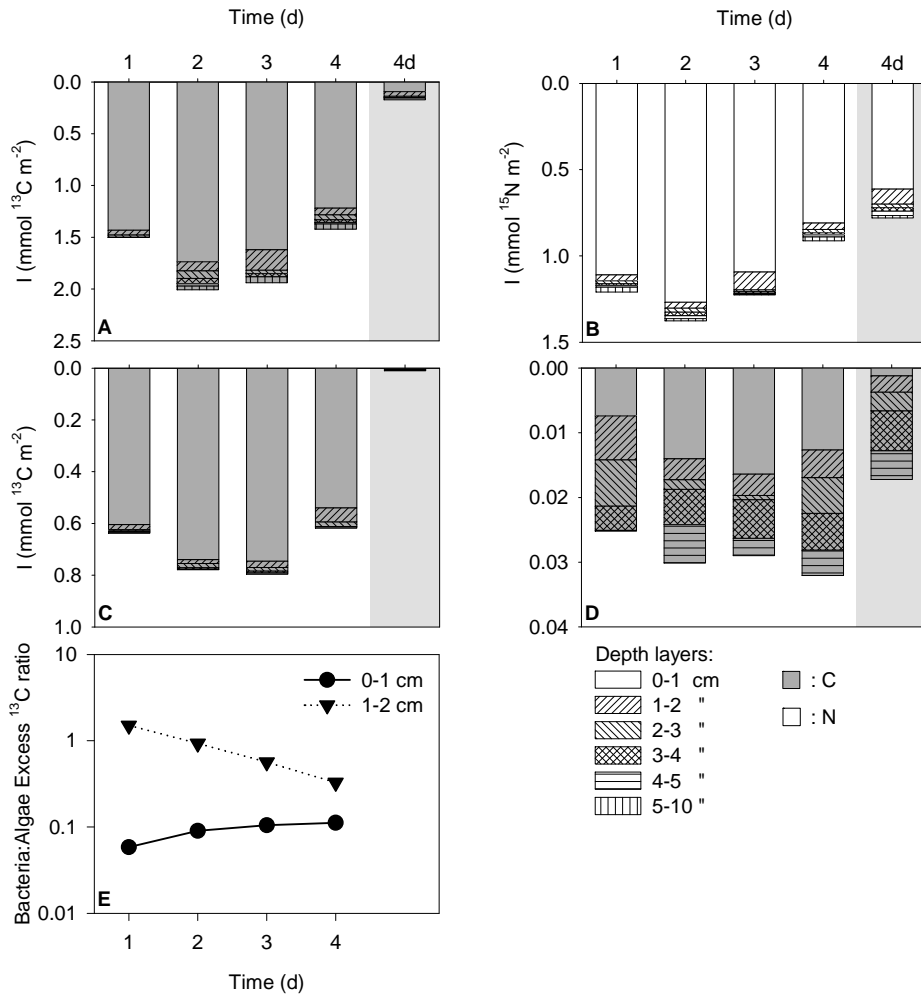 Time (d)
1 2 3 4 4d
0.0
0.5
1.0
1.5
2.0
2.5
I (mmol ¹³C m⁻²)
A
Time (d)
1 2 3 4 4d
0.0
0.5
1.0
1.5
I (mmol ¹⁵N m⁻²)
B
0.0
0.2
0.4
0.6
0.8
1.0
I (mmol ¹³C m⁻²)
C
0.00
0.01
0.02
0.03
0.04
D
10
1
0.1
0.01
Bacteria:Algae Excess ¹³C ratio
0-1 cm
1-2 cm
E
1 2 3 4
Time (d)
Depth layers:
0-1 cm
1-2 "
2-3 "
3-4 "
4-5 "
5-10 "
: C
: N